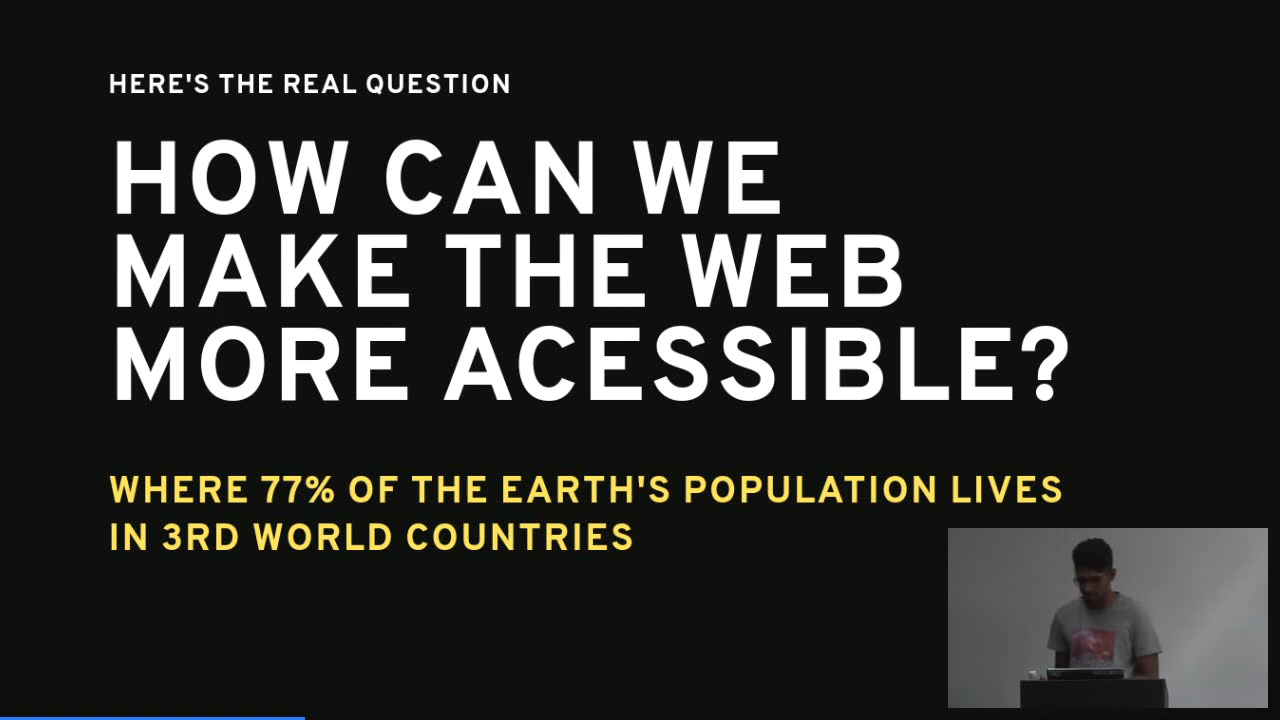 HERE'S THE REAL QUESTION
HOW CAN WE
MAKE THE WEB
MORE ACESSIBLE?
WHERE 77% OF THE EARTH'S POPULATION LIVES
IN 3RD WORLD COUNTRIES